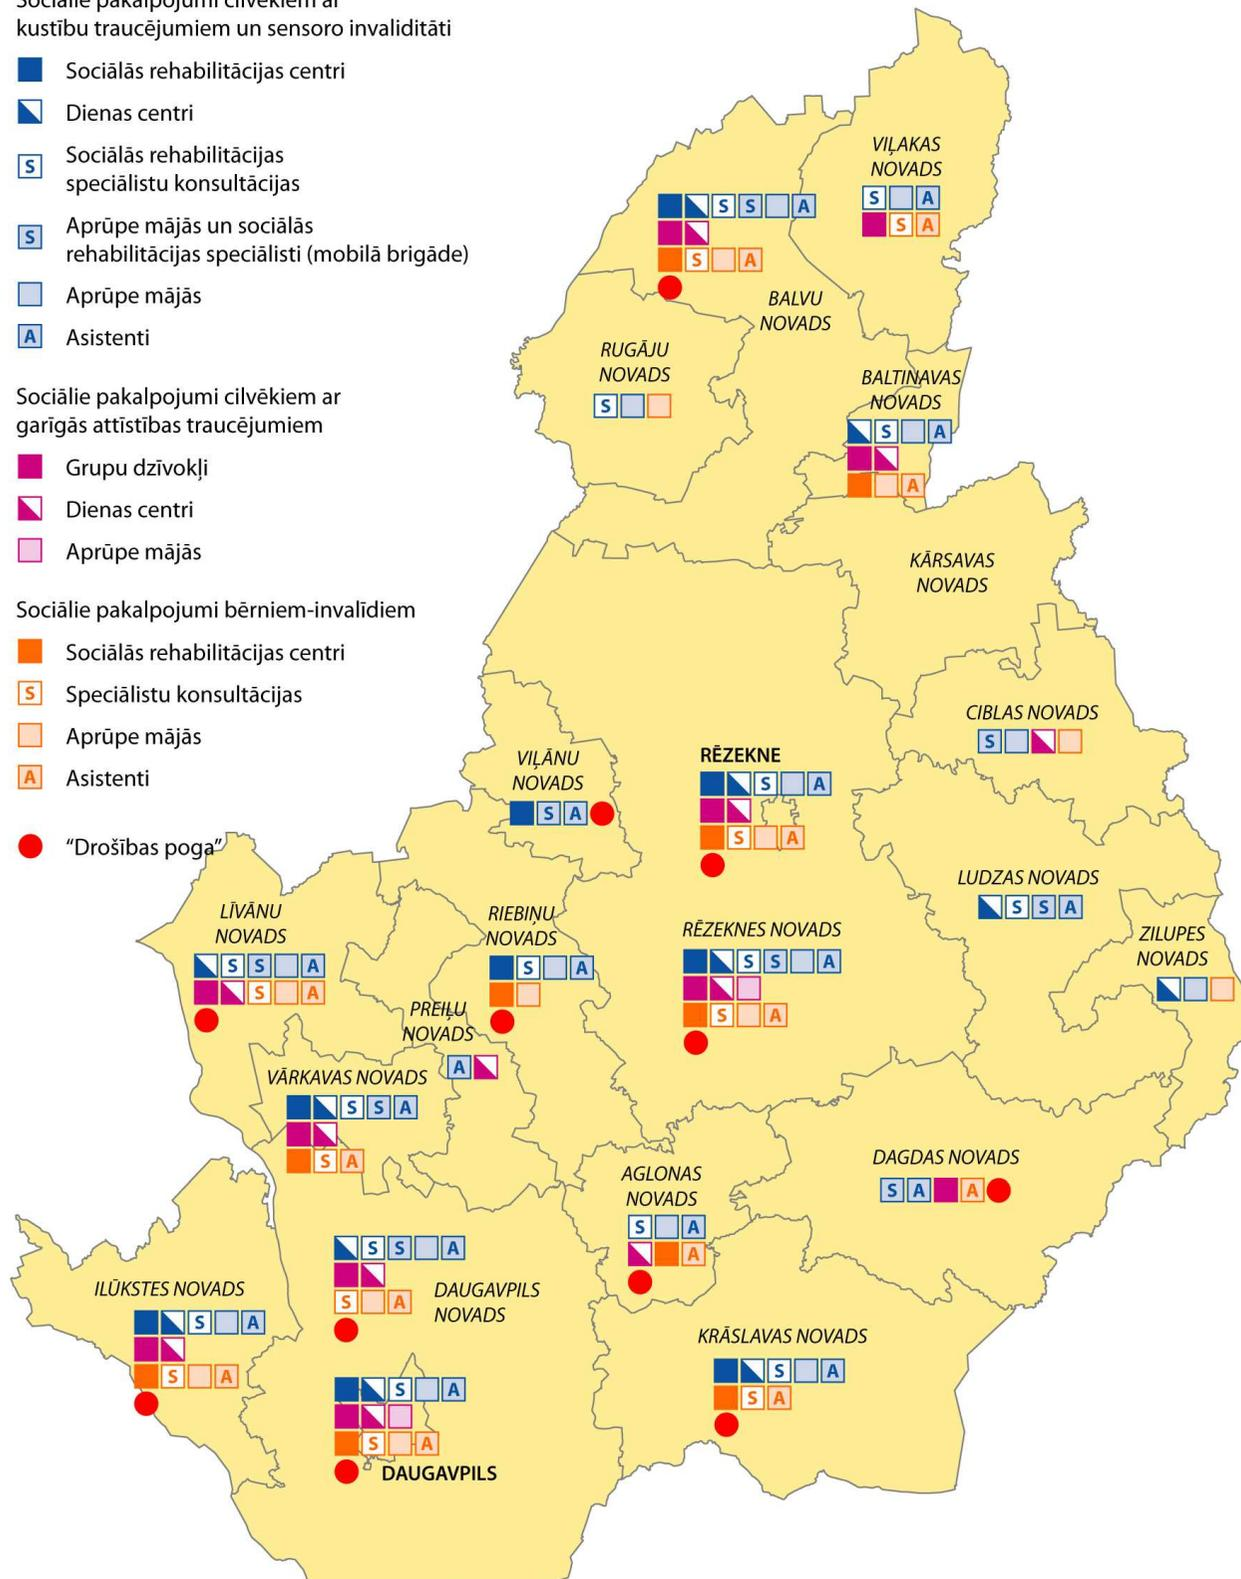 Sociālie pakalpojumi cilvēkiem ar
kustību traucējumiem un sensoro invaliditāti
Sociālās rehabilitācijas centri
Dienas centri
S Sociālās rehabilitācijas
speciālistu konsultācijas
S Aprūpe mājās un sociālās
rehabilitācijas speciālisti (mobilā brigāde)
Aprūpe mājās
A Asistenti
Sociālie pakalpojumi cilvēkiem ar
garīgās attīstības traucējumiem
Grupu dzīvokļi
Dienas centri
Aprūpe mājās
Sociālie pakalpojumi bērniem-invalīdiem
Sociālās rehabilitācijas centri
S Speciālistu konsultācijas
Aprūpe mājās
A Asistenti
"Drošības poga"
VIĻAKAS
NOVADS
S A
S A
S S A
S A
BALVU
NOVADS
RUGĀJU
NOVADS
S
BALTINAVAS
NOVADS
S A
A
KĀRSAVAS
NOVADS
CIBLAS NOVADS
S
VIĻĀNU
NOVADS
S A
RĒZEKNE
S A
S A
LUDZAS NOVADS
S S A
ZILUPES
NOVADS
LĪVĀNU
NOVADS
S S A
S A
RIEBIŅU
NOVADS
S A
RĒZEKNES NOVADS
S S A
S A
PREIĻU
NOVADS
A
VĀRKAVAS NOVADS
S S A
S A
AGLONAS
NOVADS
S A
A
DAGDAS NOVADS
S A A
ILŪKSTES NOVADS
S A
S A
S S A
S A
DAUGAVPILS
NOVADS
KRĀSLAVAS NOVADS
S A
S A
S A
S A
DAUGAVPILS